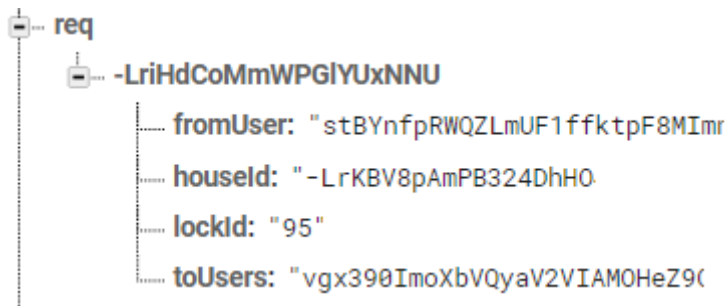 req
-LriHdCoMmWPGlYUxNNU
fromUser: "stBYnfpRWQZLmUF1ffktpF8MImr
houseId: "-LrKBV8pAmPB324DhHO
lockId: "95"
toUsers: "vgx390ImoXbVQyaV2VIAMOHeZ9(